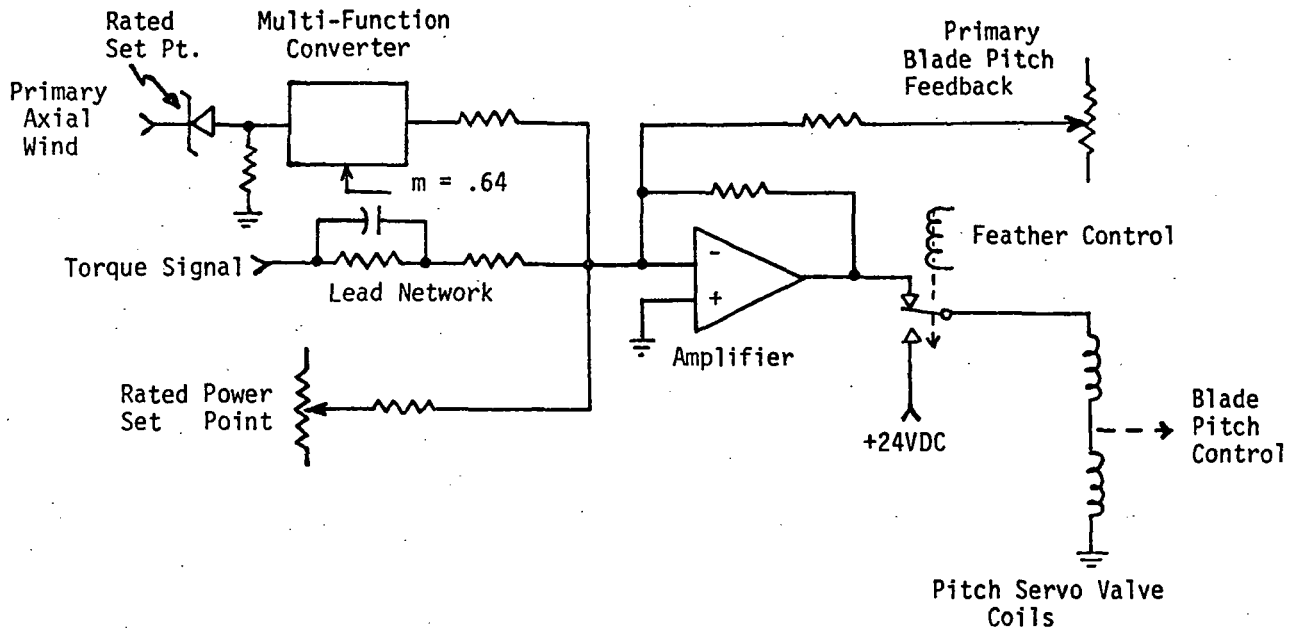 Rated
Set Pt.
Multi-Function
Converter
Primary
Axial
Wind
m = .64
Primary
Blade Pitch
Feedback
Torque Signal
Lead Network
-
+
Amplifier
Feather Control
Rated Power
Set Point
+24VDC
Blade
Pitch
Control
Pitch Servo Valve
Coils